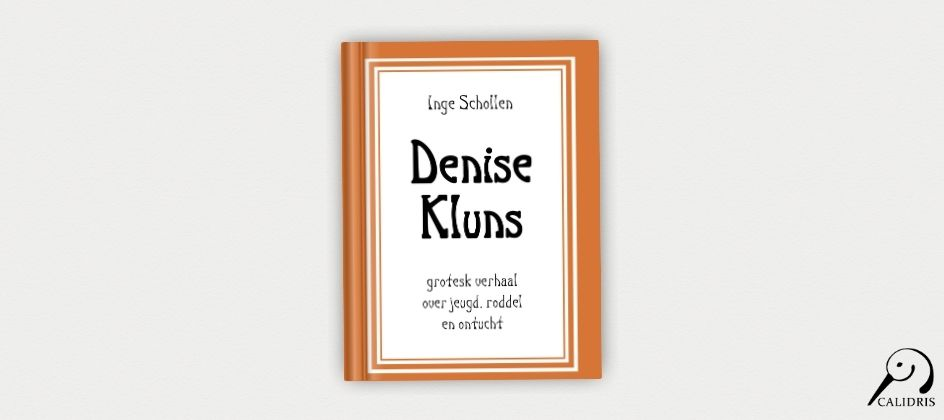 Inge Schollen
Denise
Kluns
grotesk verhaal
over jeugd, roddel
en ontucht
CALIDRIS